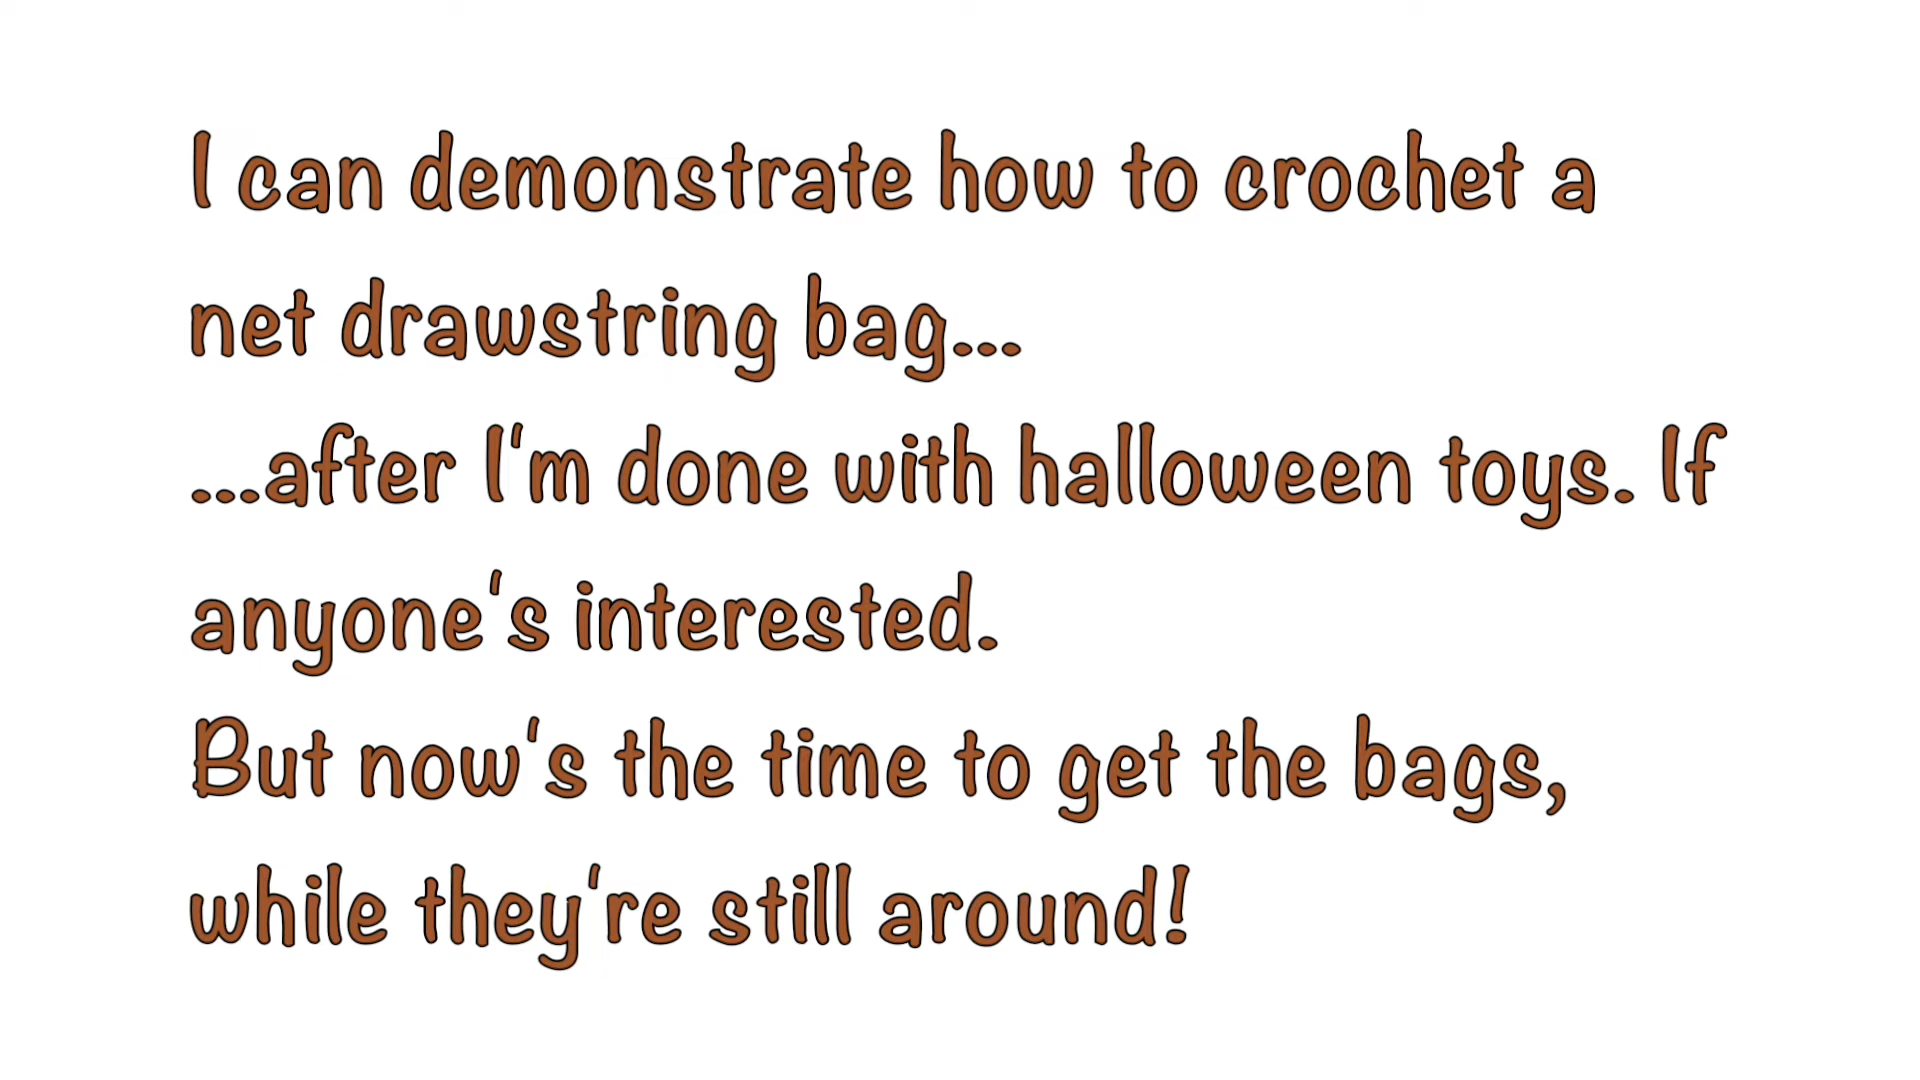 I can demonstrate how to crochet a
net drawstring bag...
...after I'm done with halloween toys. If
anyone's interested.
But now's the time to get the bags,
while they're still around!